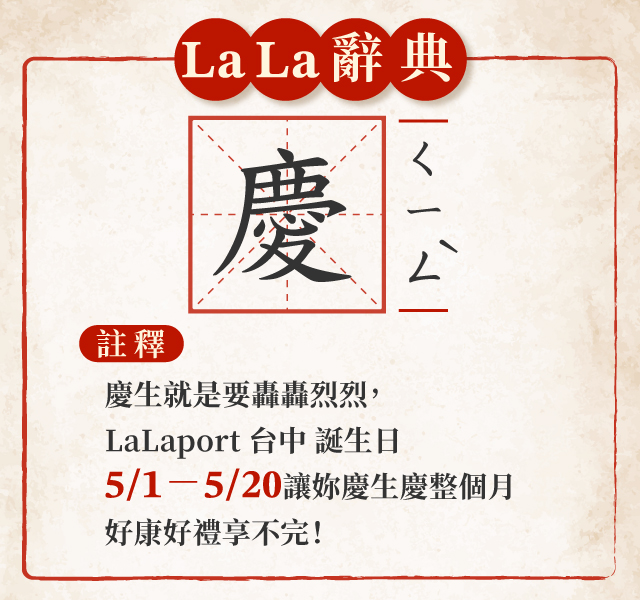 LaLa辭典
慶
ㄑㄧㄥˋ
註釋
慶生就是要轟轟烈烈，
LaLaport 台中 誕生日
5/1－5/20讓妳慶生慶整個月
好康好禮享不完！